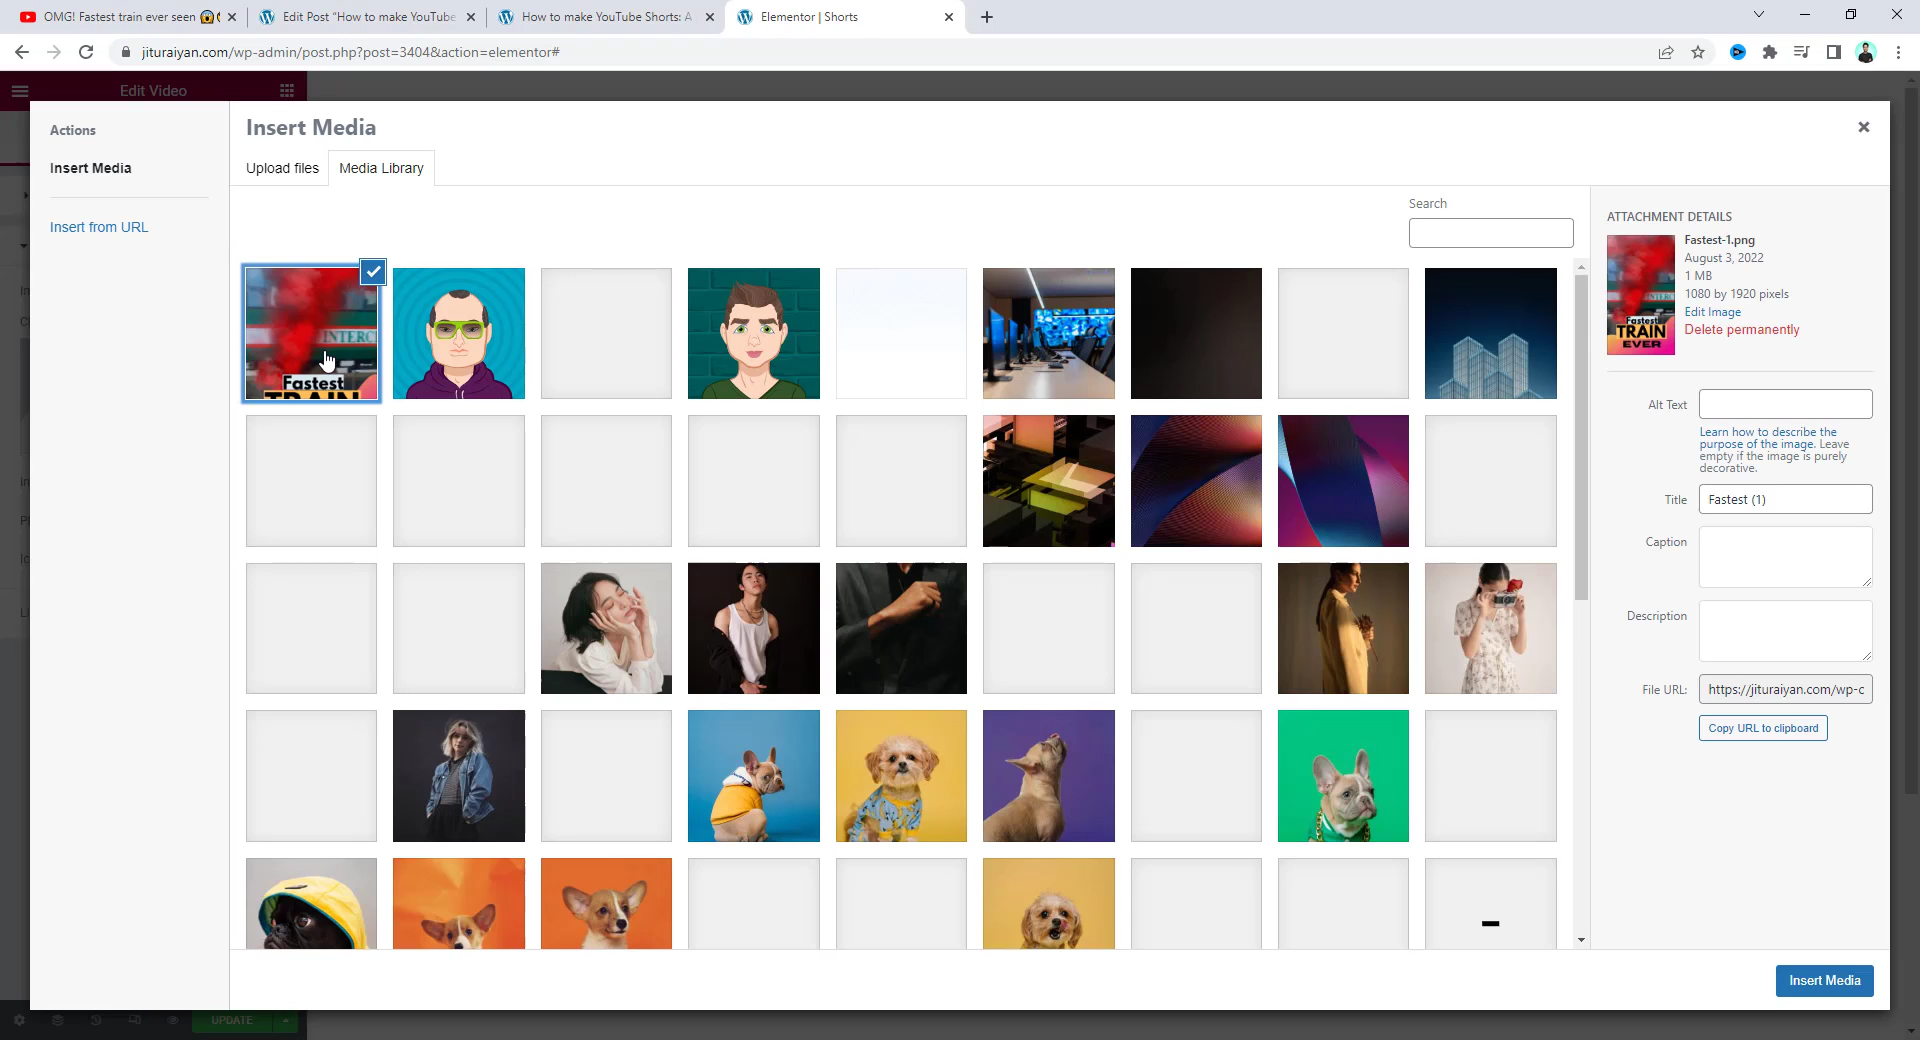 OMG! Fastest train ever seen
Edit Post “How to make YouTube
How to make YouTube Shorts: A
Elementor | Shorts
jituraiyan.com/wp-admin/post.php?post=3404&action=elementor#
Edit Video
Actions
Insert Media
Insert from URL
Insert Media
Upload files
Media Library
Search
INTERC
Fastest
TRAIN
ATTACHMENT DETAILS
Fastest-1.png
August 3, 2022
1 MB
1080 by 1920 pixels
Edit Image
Delete permanently
Fastest
TRAIN
EVER
Alt Text
Learn how to describe the
purpose of the image. Leave
empty if the image is purely
decorative.
Title
Fastest (1)
Caption
Description
File URL:
https://jituraiyan.com/wp-c
Copy URL to clipboard
Insert Media
UPDATE